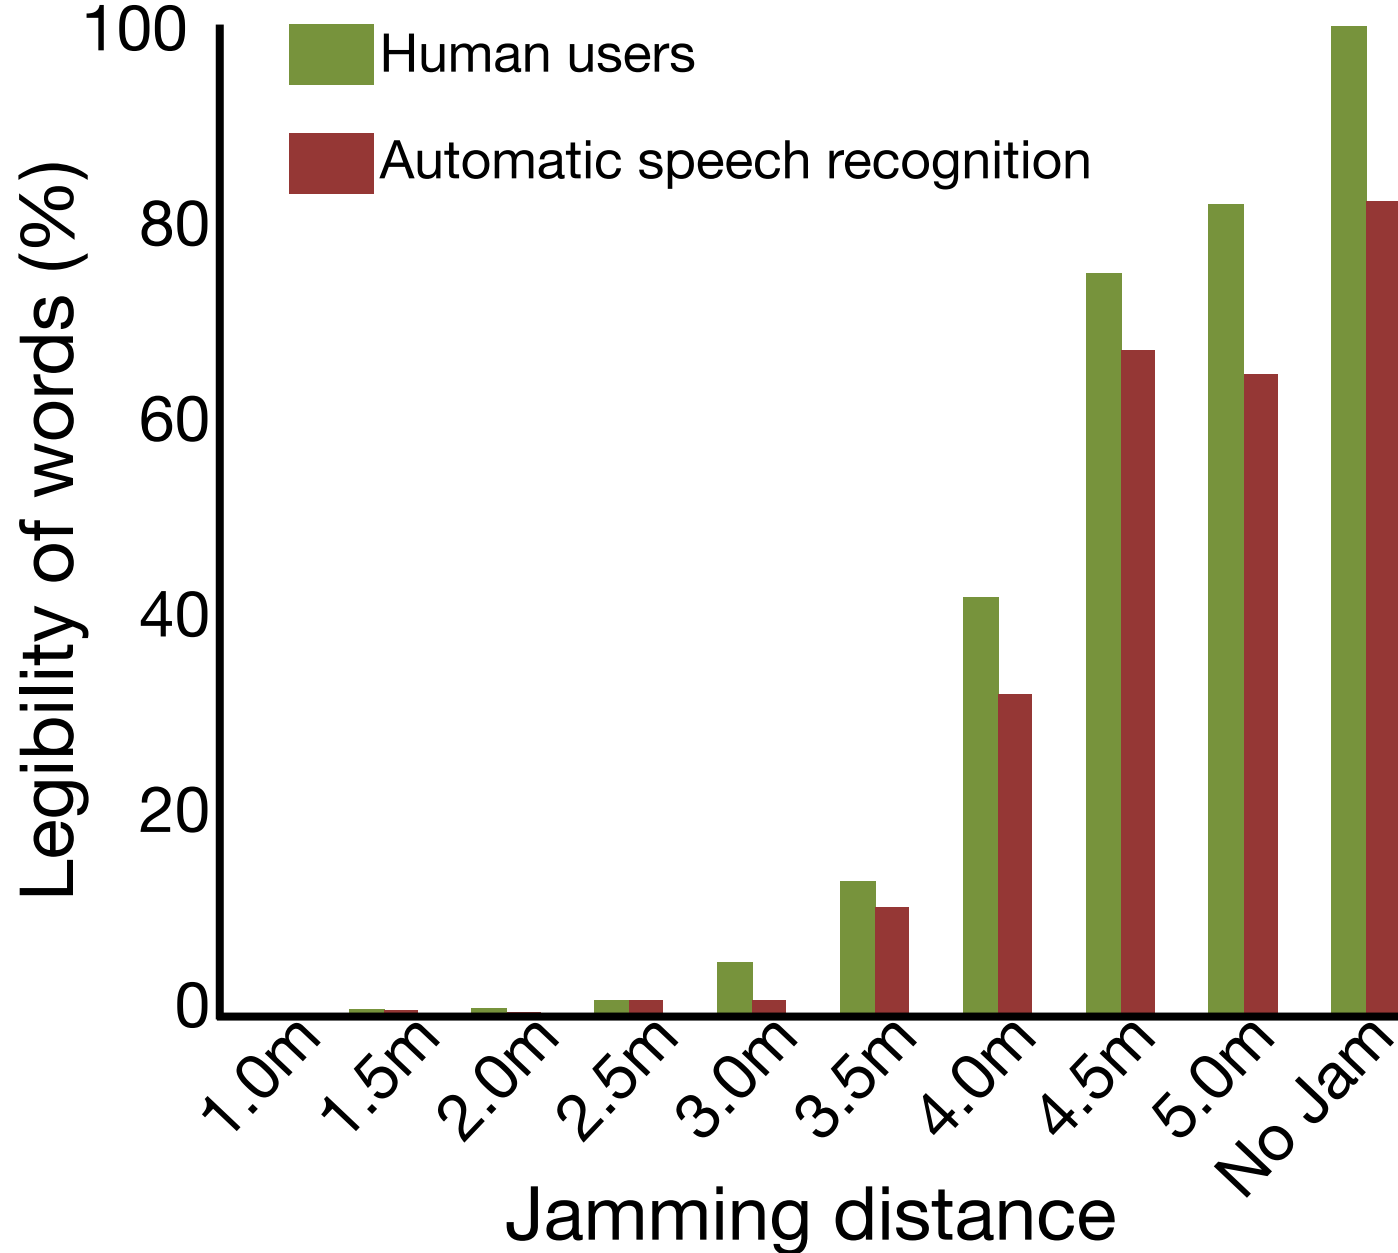 100
80
60
40
20
0
Legibility of words (%)
Human users
Automatic speech recognition
1.0m
1.5m
2.0m
2.5m
3.0m
3.5m
4.0m
4.5m
5.0m
No Jam
Jamming distance